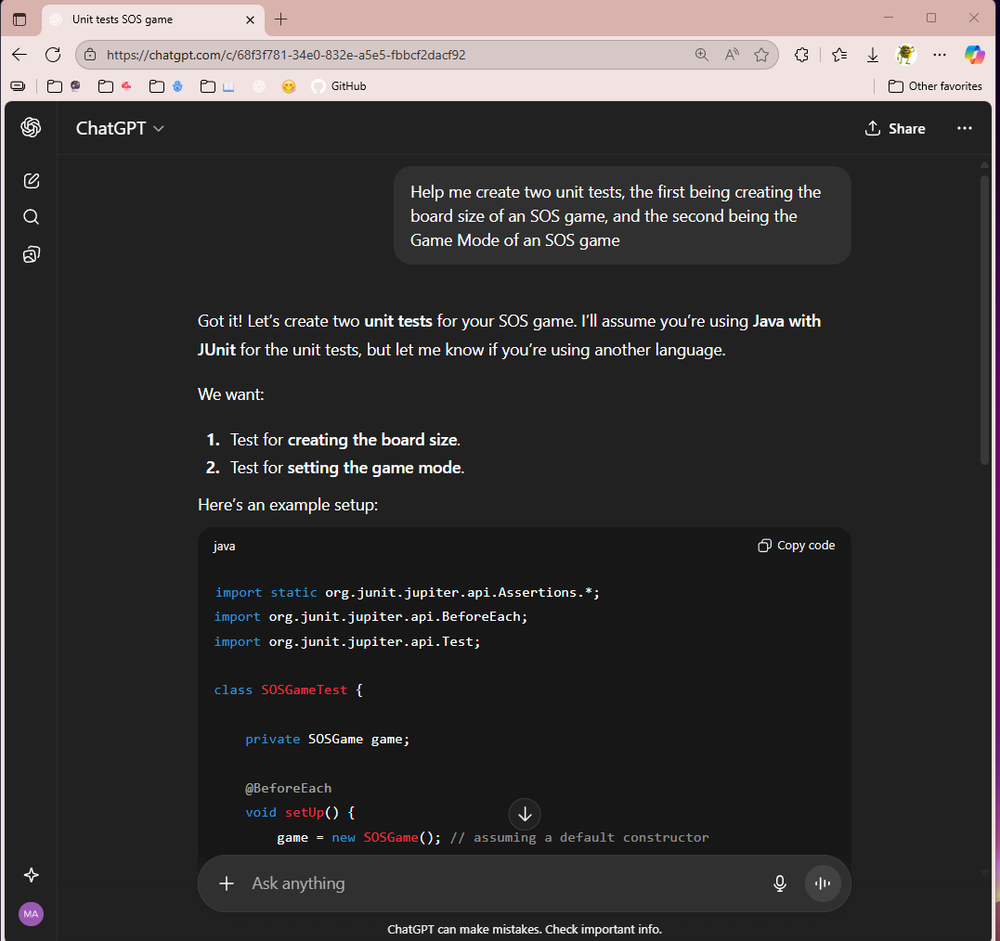 Unit tests SOS game
https://chatgpt.com/c/68f3f781-34e0-832e-a5e5-fbbcf2dacf92
GitHub
Other favorites
ChatGPT
Share
Help me create two unit tests, the first being creating the
board size of an SOS game, and the second being the
Game Mode of an SOS game
Got it! Let’s create two unit tests for your SOS game. I’ll assume you’re using Java with
JUnit for the unit tests, but let me know if you’re using another language.
We want:
1. Test for creating the board size.
2. Test for setting the game mode.
Here’s an example setup:
java
Copy code
import static org.junit.jupiter.api.Assertions.*;
import org.junit.jupiter.api.BeforeEach;
import org.junit.jupiter.api.Test;
class SOSGameTest {
private SOSGame game;
@BeforeEach
void setUp() {
game = new SOSGame(); // assuming a default constructor
Ask anything
MA
ChatGPT can make mistakes. Check important info.